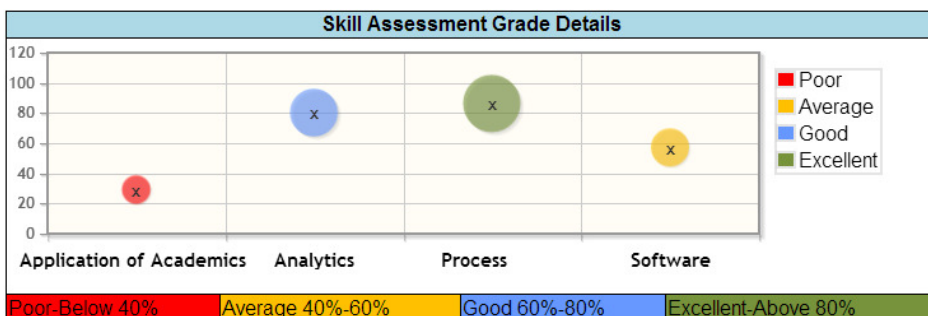 Skill Assessment Grade Details
120
100
80
60
40
20
0
x
x
x
x
Poor
Average
Good
Excellent
Application of Academics Analytics Process Software
Poor-Below 40% Average 40%-60% Good 60%-80% Excellent-Above 80%